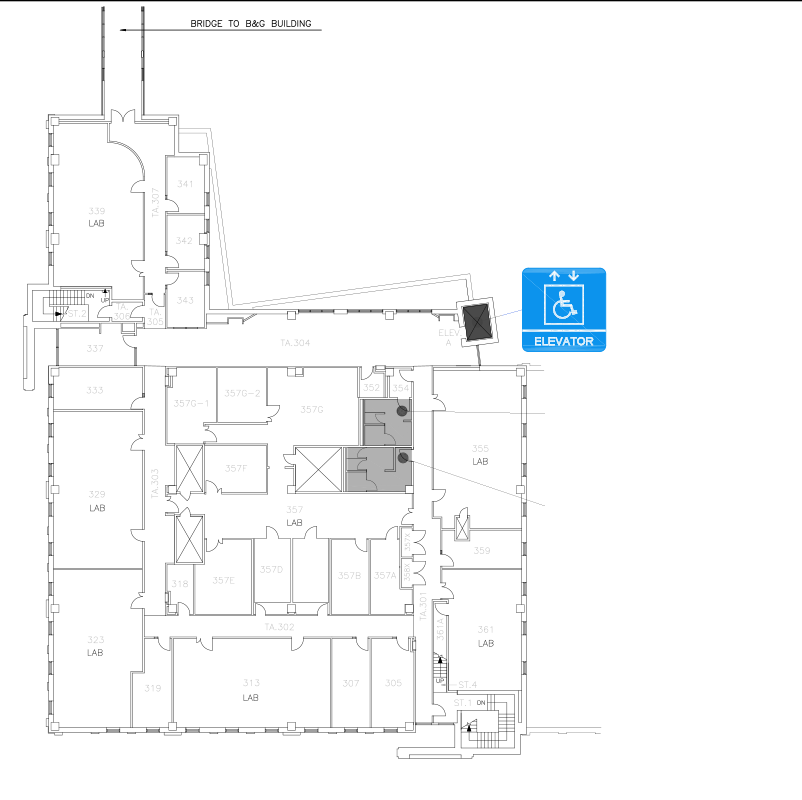 BRIDGE TO B&G BUILDING
341
TA.307
339
LAB
342
343
DN
UP
ST.2
TA.
306
TA.
305
ELEV.
A
ELEVATOR
TA.304
337
333
352
354
357G-1
357G-2
357G
355
LAB
357F
TA.303
329
LAB
357
LAB
357X
359
358X
318
357E
357D
357B
357A
TA.301
TA.302
361A
361
LAB
323
LAB
319
313
LAB
307
305
UP
ST.4
ST.1
DN